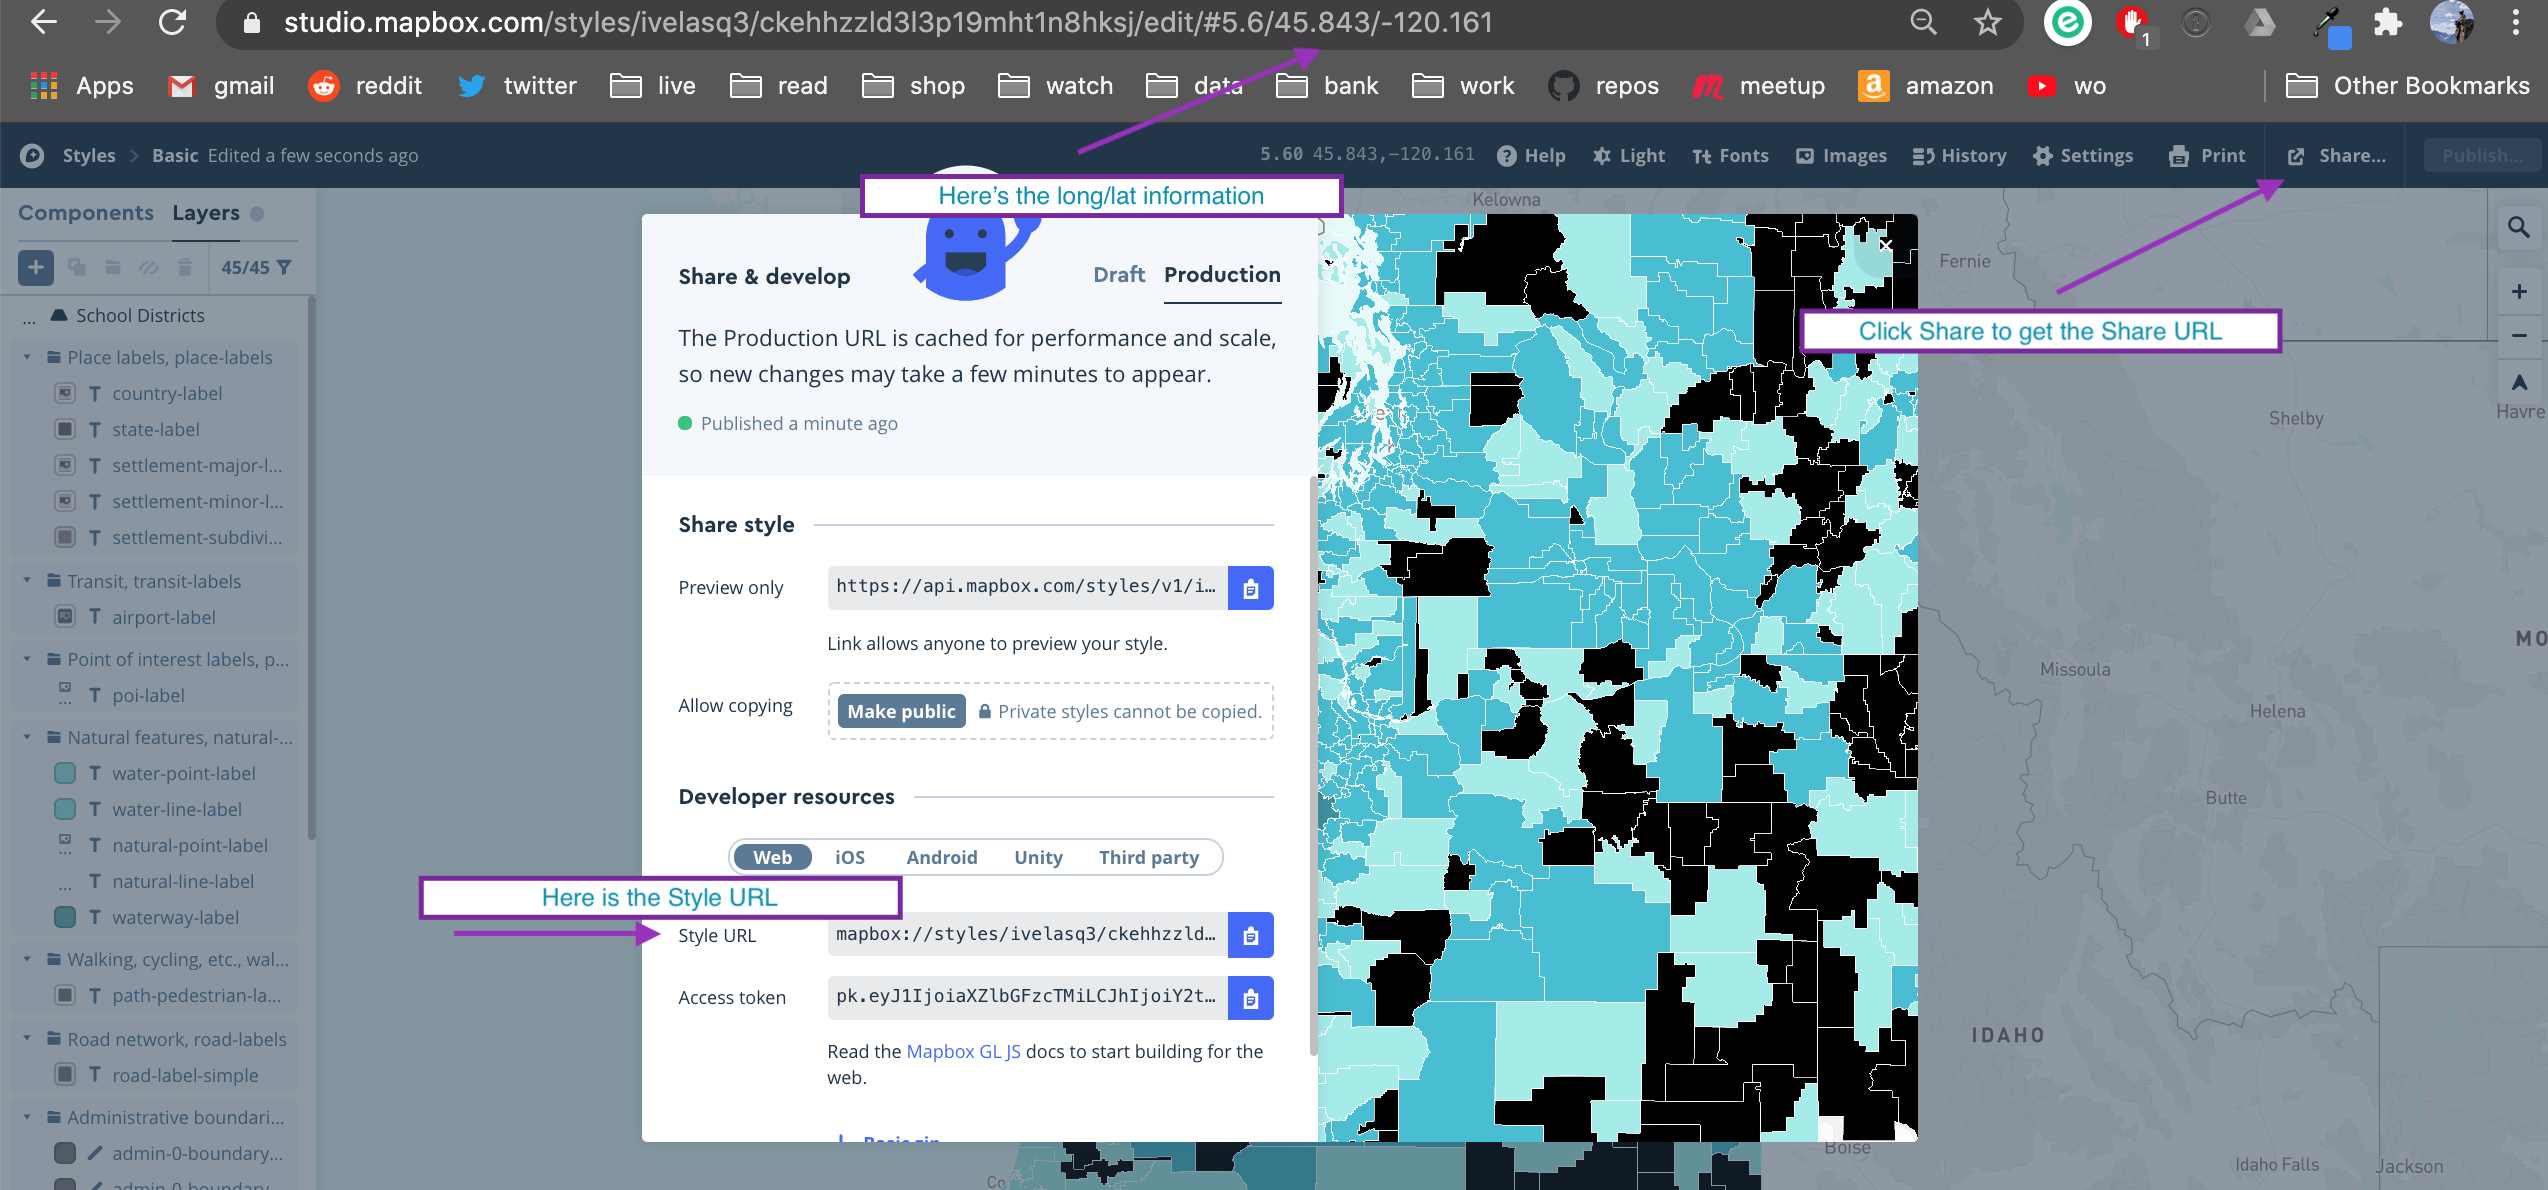 studio.mapbox.com/styles/ivelasq3/ckehhzzld3l3p19mht1n8hksj/edit/#5.6/45.843/-120.161
1
Apps gmail reddit twitter live read shop watch data bank work repos meetup amazon wo Other Bookmarks
Styles > Basic Edited a few seconds ago 5.60 45.843,-120.161 Help Light Fonts Images History Settings Print Share... Publish...
Here's the long/lat information
Click Share to get the Share URL
Components Layers
45/45
... School Districts
Place labels, place-labels
T country-label
T state-label
T settlement-major-l...
T settlement-minor-l...
T settlement-subdivi...
Transit, transit-labels
T airport-label
Point of interest labels, p...
T poi-label
Natural features, natural-...
T water-point-label
T water-line-label
T natural-point-label
... T natural-line-label
T waterway-label
Walking, cycling, etc., wal...
T path-pedestrian-la...
Road network, road-labels
T road-label-simple
Administrative boundari...
admin-0-boundary...
admin-0-boundary
Share & develop
Draft Production
The Production URL is cached for performance and scale,
so new changes may take a few minutes to appear.
Published a minute ago
Share style
Preview only https://api.mapbox.com/styles/v1/i...
Link allows anyone to preview your style.
Allow copying Make public Private styles cannot be copied.
Developer resources
Web iOS Android Unity Third party
Here is the Style URL
Style URL mapbox://styles/ivelasq3/ckehhzzld...
Access token pk.eyJ1IjoiaXZlbGFzcTMiLCJhIjoiY2t...
Read the Mapbox GL JS docs to start building for the
web.
Basic.zip
Kelowna
Fernie
Shelby
Havre
Missoula
MO
Helena
Butte
IDAHO
Boise
Idaho Falls
Jackson
Co